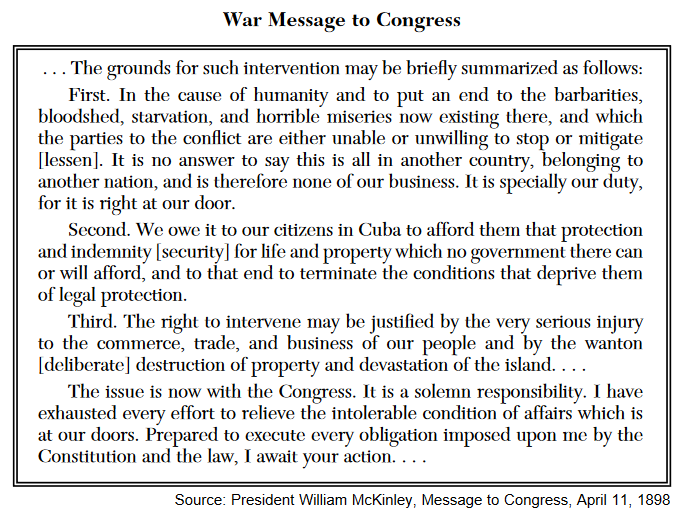 War Message to Congress
. . . The grounds for such intervention may be briefly summarized as follows:
First. In the cause of humanity and to put an end to the barbarities,
bloodshed, starvation, and horrible miseries now existing there, and which
the parties to the conflict are either unable or unwilling to stop or mitigate
[lessen]. It is no answer to say this is all in another country, belonging to
another nation, and is therefore none of our business. It is specially our duty,
for it is right at our door.
Second. We owe it to our citizens in Cuba to afford them that protection
and indemnity [security] for life and property which no government there can
or will afford, and to that end to terminate the conditions that deprive them
of legal protection.
Third. The right to intervene may be justified by the very serious injury
to the commerce, trade, and business of our people and by the wanton
[deliberate] destruction of property and devastation of the island. . . .
The issue is now with the Congress. It is a solemn responsibility. I have
exhausted every effort to relieve the intolerable condition of affairs which is
at our doors. Prepared to execute every obligation imposed upon me by the
Constitution and the law, I await your action. . . .
Source: President William McKinley, Message to Congress, April 11, 1898